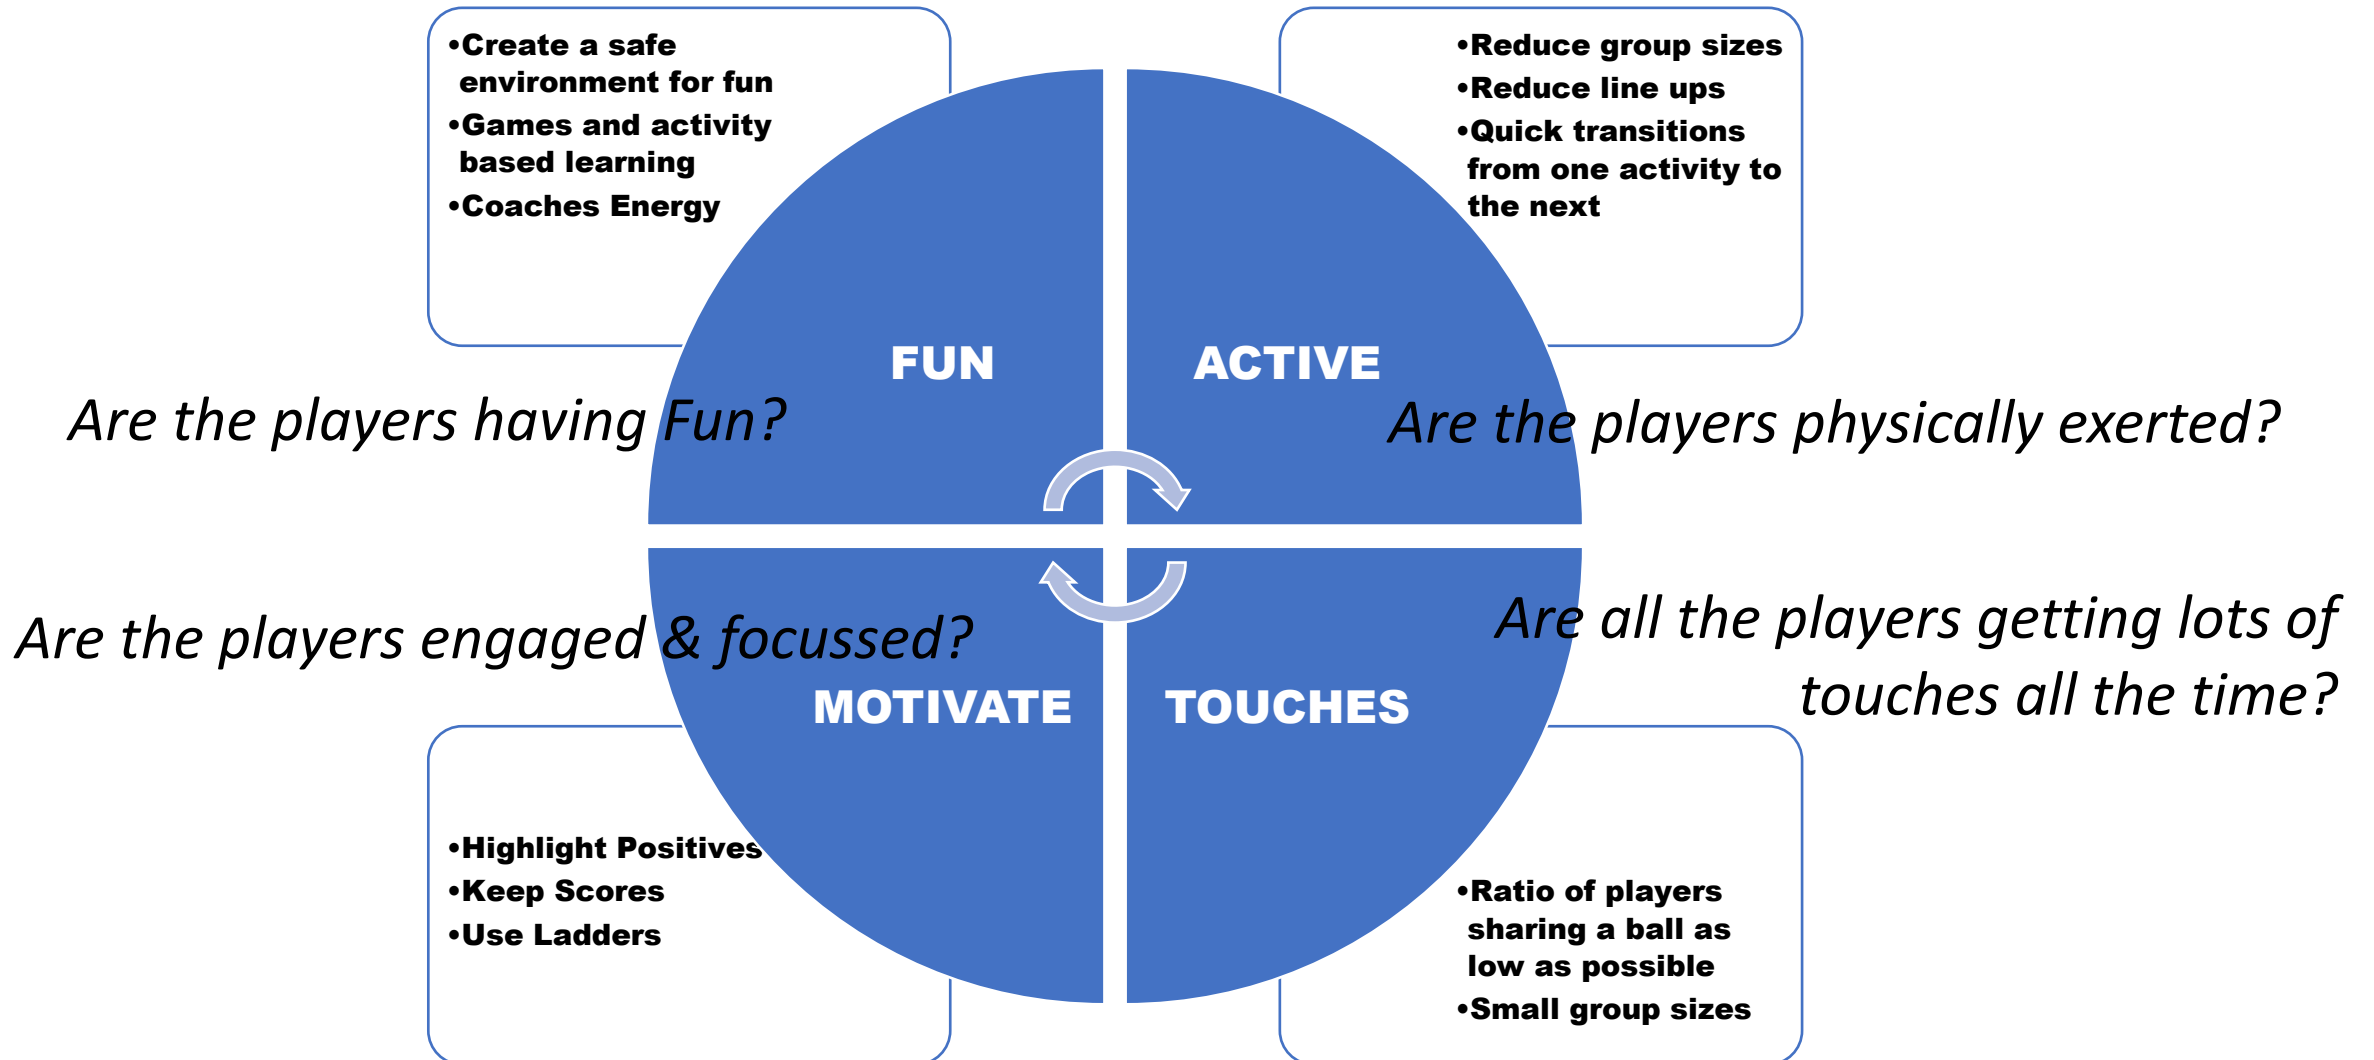 •Create a safe
environment for fun
•Games and activity
based learning
•Coaches Energy
•Reduce group sizes
•Reduce line ups
•Quick transitions
from one activity to
the next
FUN
ACTIVE
Are the players having Fun?
Are the players physically exerted?
Are the players engaged & focussed?
Are all the players getting lots of
touches all the time?
MOTIVATE
TOUCHES
•Highlight Positives
•Keep Scores
•Use Ladders
•Ratio of players
sharing a ball as
low as possible
•Small group sizes